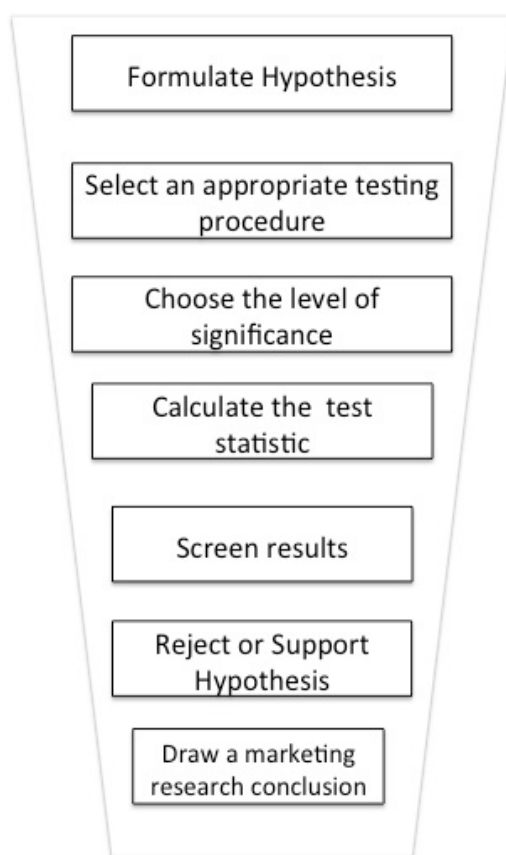 Formulate Hypothesis
Select an appropriate testing
procedure
Choose the level of
significance
Calculate the  test
statistic
Screen results
Reject or Support
Hypothesis
Draw a marketing
research conclusion